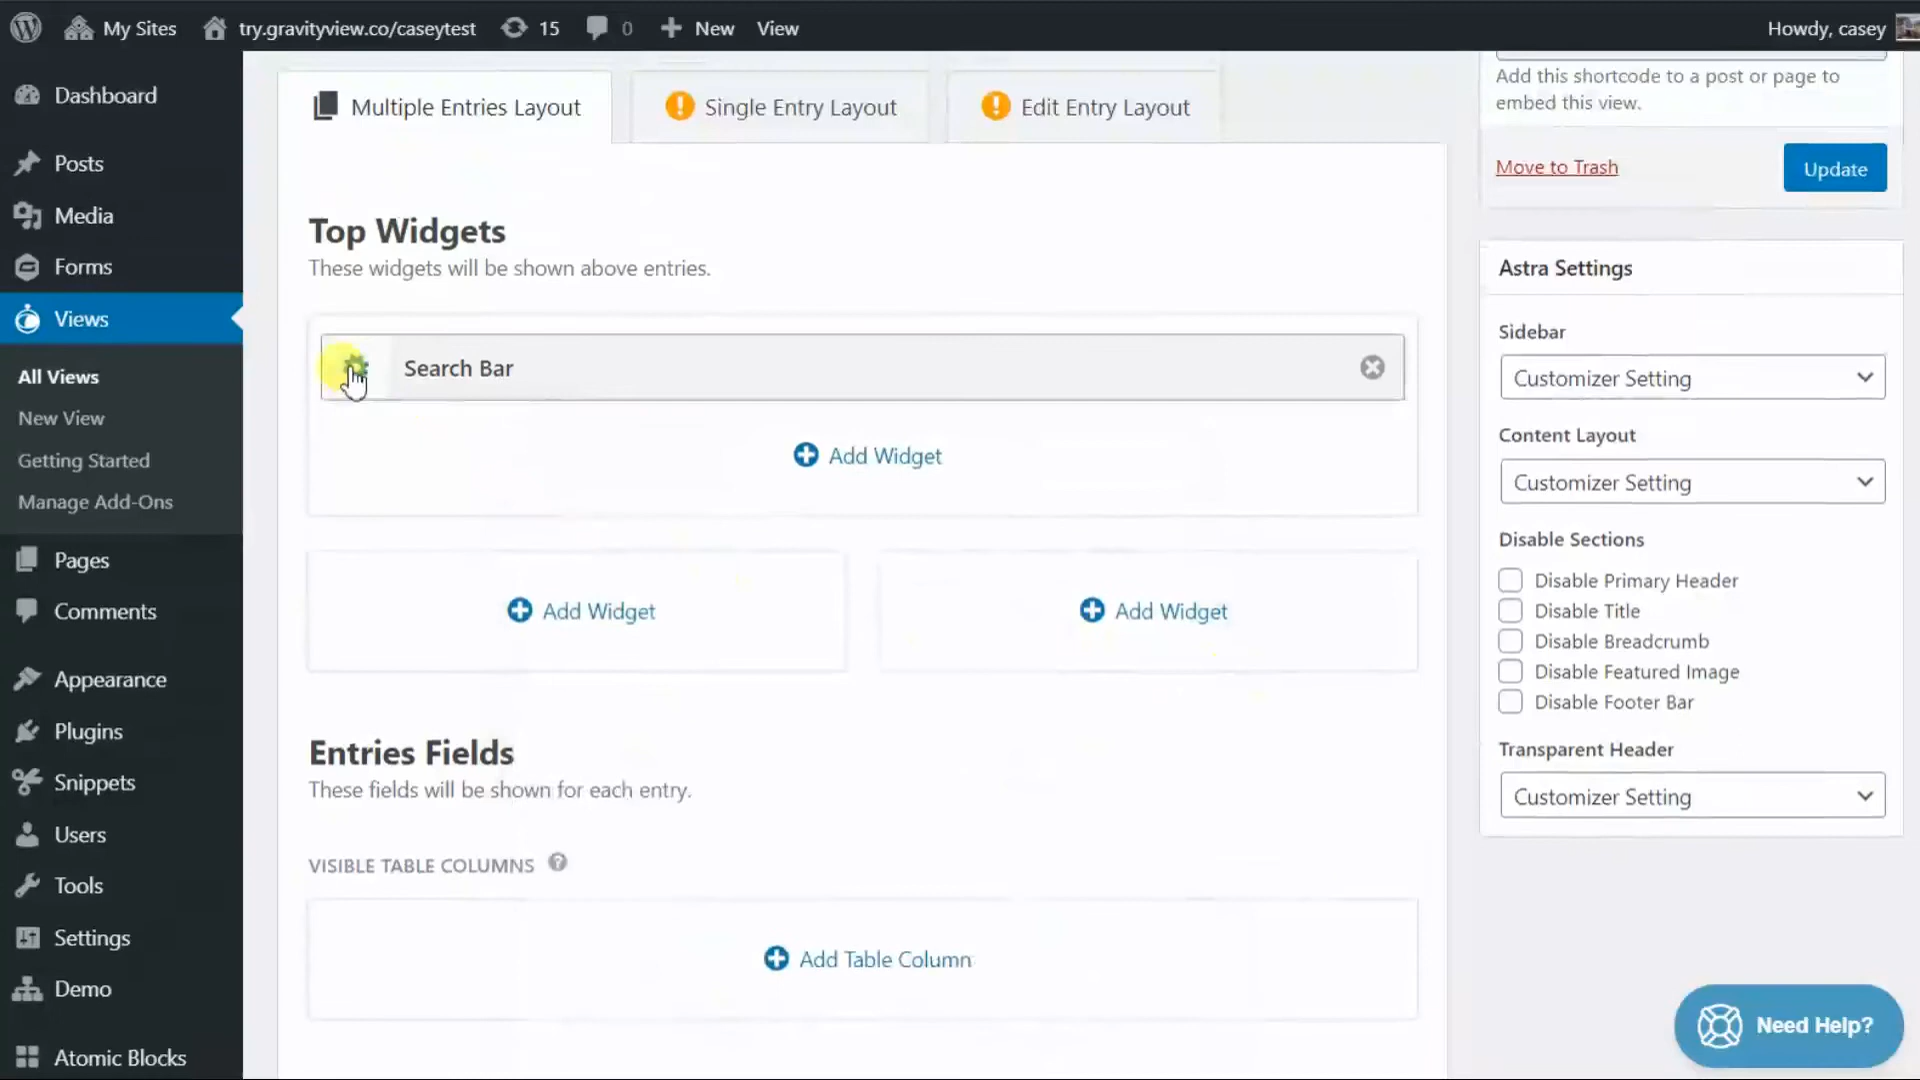 My Sites
try.gravityview.co/caseytest
15
0
New
View
Howdy, casey
Dashboard
Posts
Media
Forms
Views
All Views
New View
Getting Started
Manage Add-Ons
Pages
Comments
Appearance
Plugins
Snippets
Users
Tools
Settings
Demo
Atomic Blocks
Multiple Entries Layout
Single Entry Layout
Edit Entry Layout
Top Widgets
These widgets will be shown above entries.
Search Bar
Add Widget
Add Widget
Add Widget
Entries Fields
These fields will be shown for each entry.
VISIBLE TABLE COLUMNS
Add Table Column
Add this shortcode to a post or page to
embed this view.
Move to Trash
Update
Astra Settings
Sidebar
Customizer Setting
Content Layout
Customizer Setting
Disable Sections
Disable Primary Header
Disable Title
Disable Breadcrumb
Disable Featured Image
Disable Footer Bar
Transparent Header
Customizer Setting
Need Help?